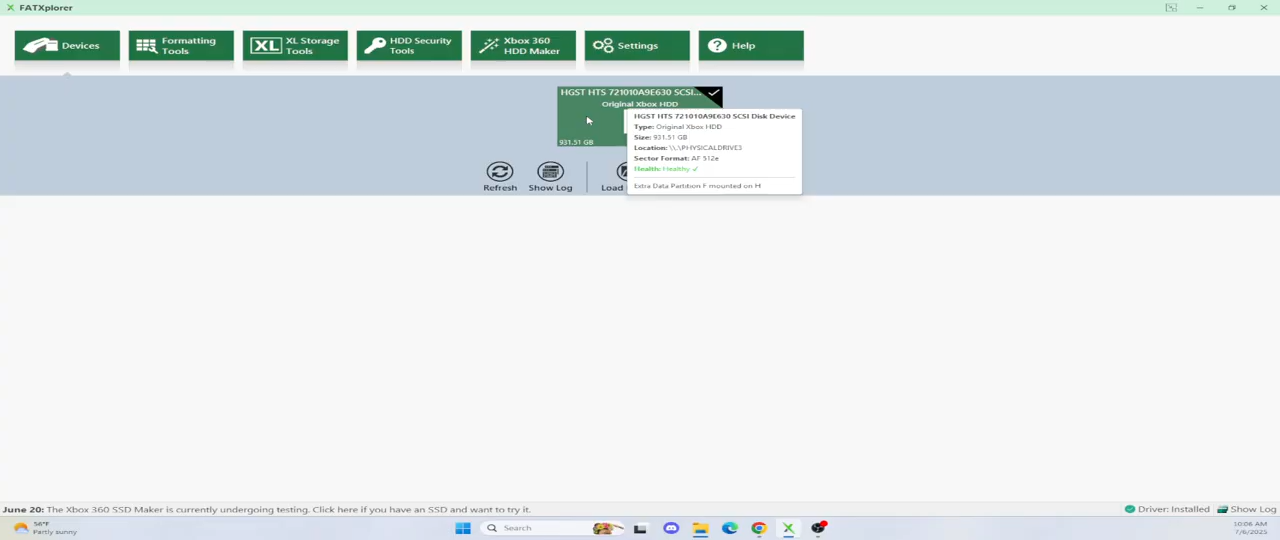 FATXplorer
Devices
Formatting
Tools
XL
XL Storage
Tools
HDD Security
Tools
Xbox 360
HDD Maker
Settings
? Help
HGST HTS 721010A9E630 SCSI...
Original Xbox HDD
931.51 GB
HGST HTS 721010A9E630 SCSI Disk Device
Type: Original Xbox HDD
Size: 931.51 GB
Location: \\.\PHYSICALDRIVE3
Sector Format: AF 512e
Health: Healthy ✓
Extra Data Partition F mounted on H
Refresh
Show Log
Load
June 20: The Xbox 360 SSD Maker is currently undergoing testing. Click here if you have an SSD and want to try it.
Driver: Installed
Show Log
56°F
Partly sunny
Search
10:06 AM
7/6/2025